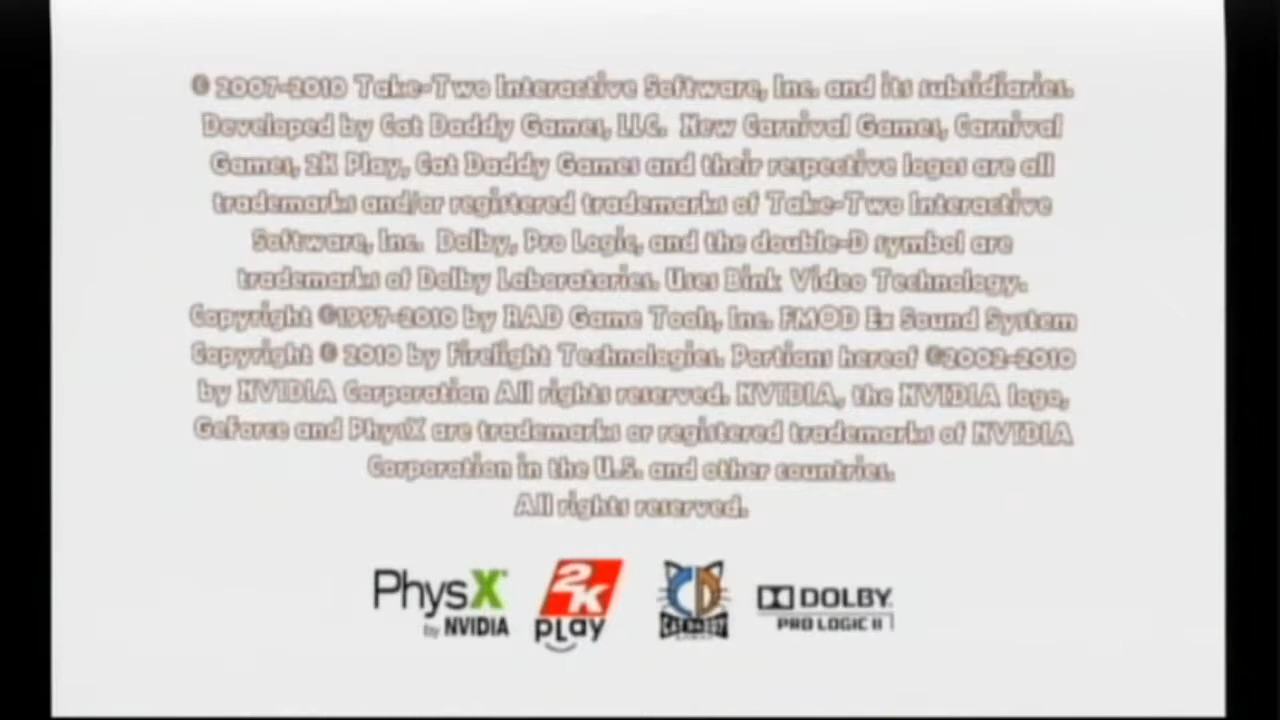 © 2007-2010 Take-Two Interactive Software, Inc. and its subsidiaries.
Developed by Cat Daddy Games, LLC. New Carnival Games, Carnival
Games, 2K Play, Cat Daddy Games and their respective logos are all
trademarks and/or registered trademarks of Take-Two Interactive
Software, Inc. Dolby, Pro Logic, and the double-D symbol are
trademarks of Dolby Laboratories. Uses Bink Video Technology.
Copyright ©1997-2010 by RAD Game Tools, Inc. FMOD Ex Sound System
Copyright © 2010 by Firelight Technologies. Portions hereof ©2002-2010
by NVIDIA Corporation All rights reserved. NVIDIA, the NVIDIA logo,
GeForce and PhysX are trademarks or registered trademarks of NVIDIA
Corporation in the U.S. and other countries.
All rights reserved.
PhysX by NVIDIA
2K PLAY
CD CAT DADDY
DOLBY PRO LOGIC II